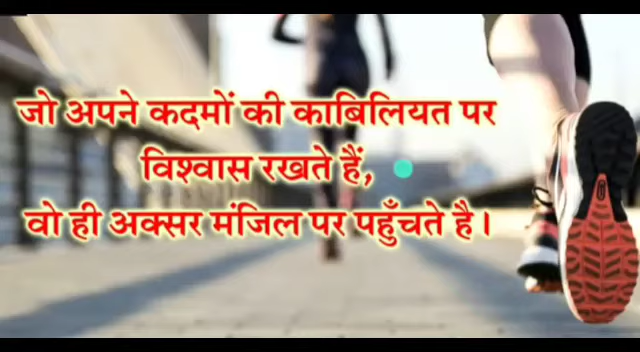 जो अपने कदमों की काबिलियत पर
विश्वास रखते हैं,
वो ही अक्सर मंजिल पर पहुँचते है।